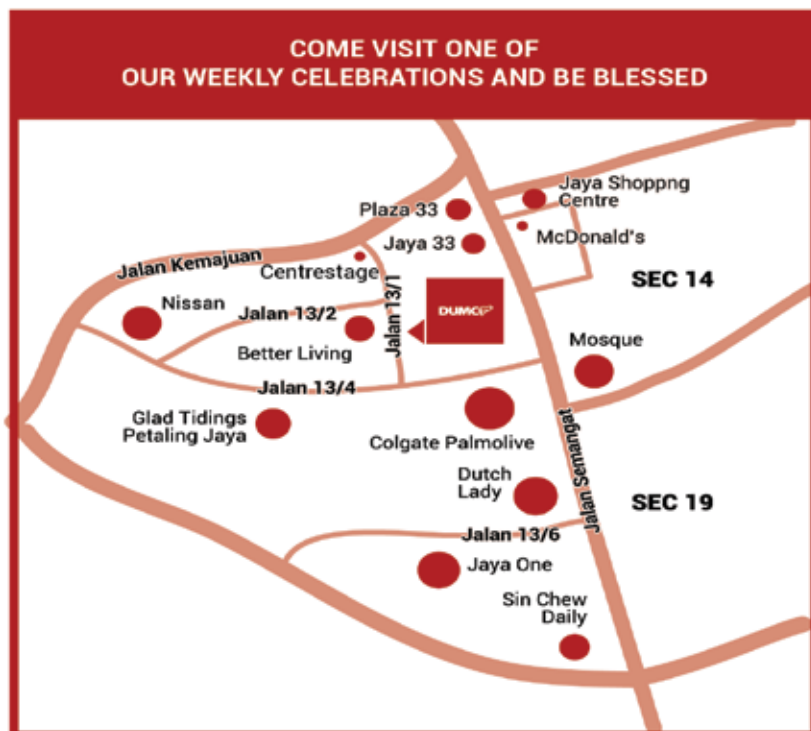 COME VISIT ONE OF
OUR WEEKLY CELEBRATIONS AND BE BLESSED
Jaya Shoppng
Centre
Plaza 33
McDonald's
Jaya 33
Jalan Kemajuan
Centrestage
SEC 14
Nissan
Jalan 13/1
DUMC
Jalan 13/2
Mosque
Better Living
Jalan 13/4
Glad Tidings
Petaling Jaya
Colgate Palmolive
Jalan Semangat
Dutch
Lady
SEC 19
Jalan 13/6
Jaya One
Sin Chew
Daily